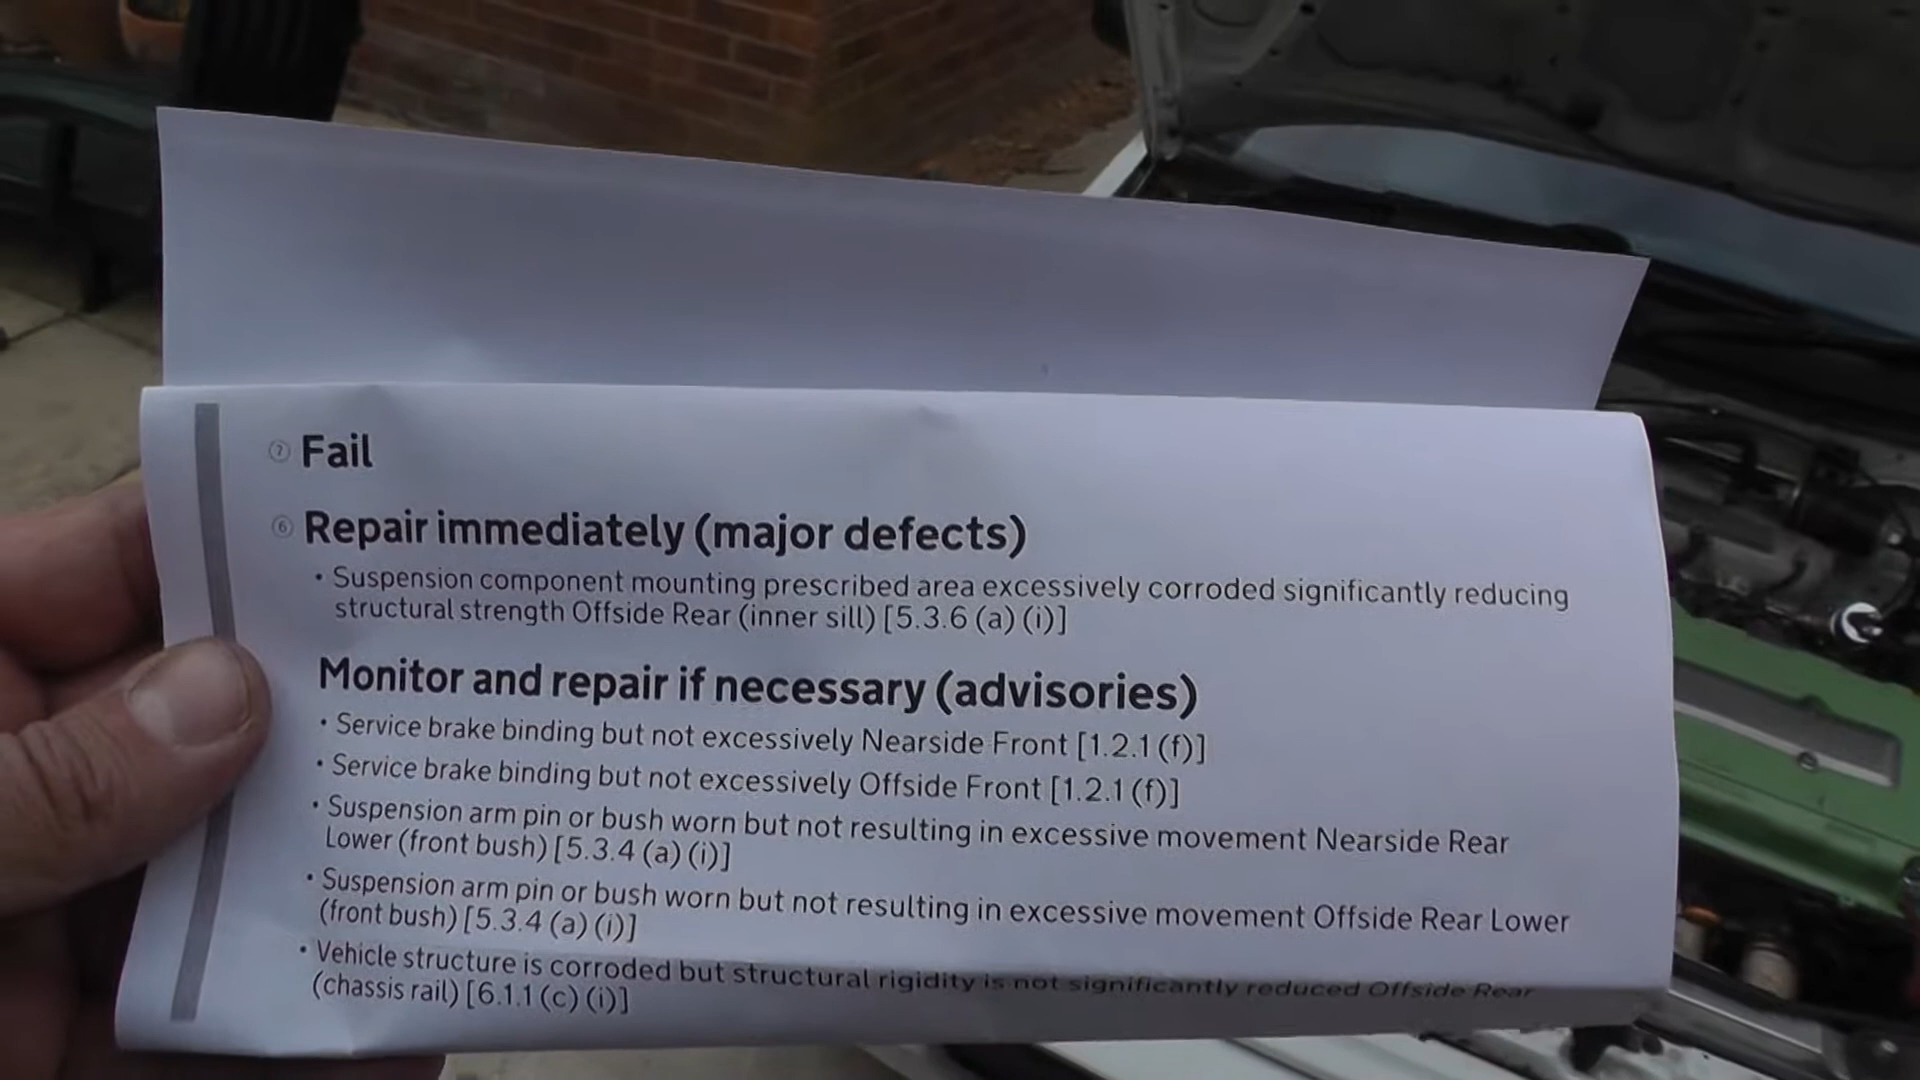 7 Fail
6 Repair immediately (major defects)
• Suspension component mounting prescribed area excessively corroded significantly reducing
structural strength Offside Rear (inner sill) [5.3.6 (a) (i)]
Monitor and repair if necessary (advisories)
• Service brake binding but not excessively Nearside Front [1.2.1 (f)]
• Service brake binding but not excessively Offside Front [1.2.1 (f)]
• Suspension arm pin or bush worn but not resulting in excessive movement Nearside Rear
Lower (front bush) [5.3.4 (a) (i)]
• Suspension arm pin or bush worn but not resulting in excessive movement Offside Rear Lower
(front bush) [5.3.4 (a) (i)]
• Vehicle structure is corroded but structural rigidity is not significantly reduced Offside Rear
(chassis rail) [6.1.1 (c) (i)]